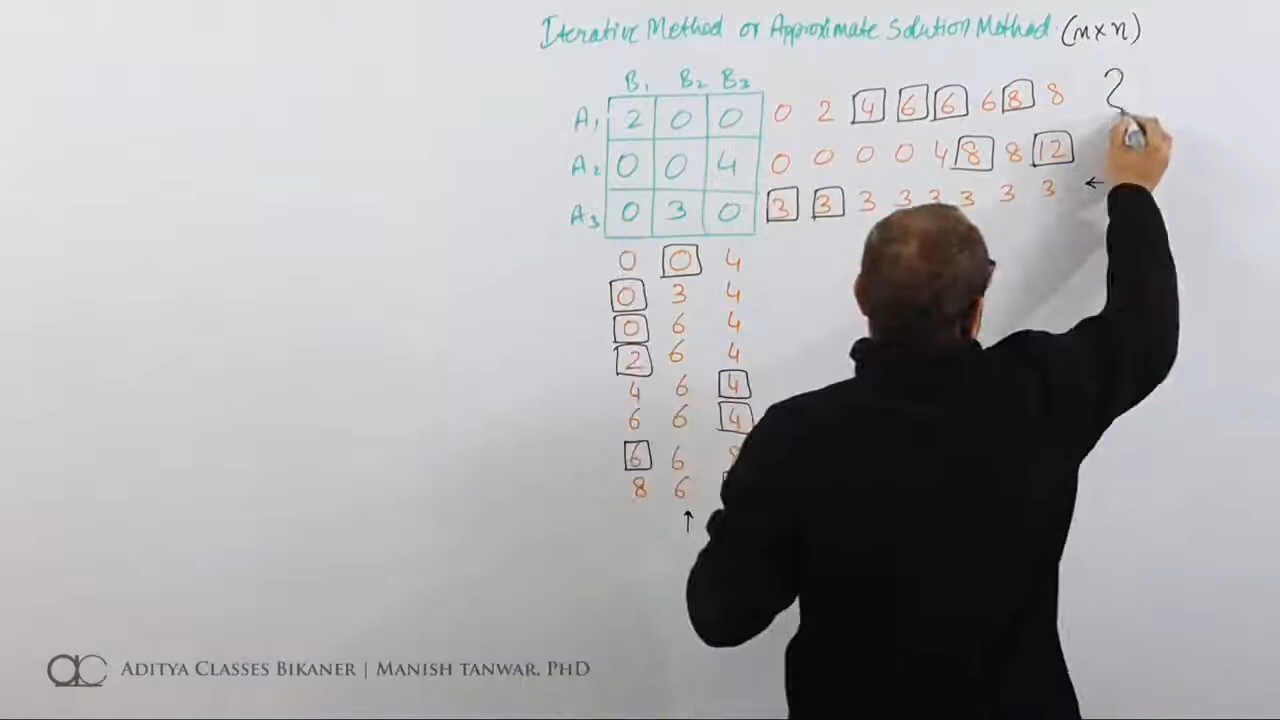 Iterative Method or Approximate Solution Method (m×n)
B₁ B₂ B₃
A₁ 2 0 0 0 2 4 6 6 6 8 8 2
A₂ 0 0 4 0 0 0 0 4 8 8 12
A₃ 0 3 0 3 3 3 3 3 3 3 3 ←
0 0 4
0 3 4
0 6 4
2 6 4
4 6 4
6 6 4
6 6 8
8 6
↑
ac ADITYA CLASSES BIKANER | MANISH TANWAR, PHD